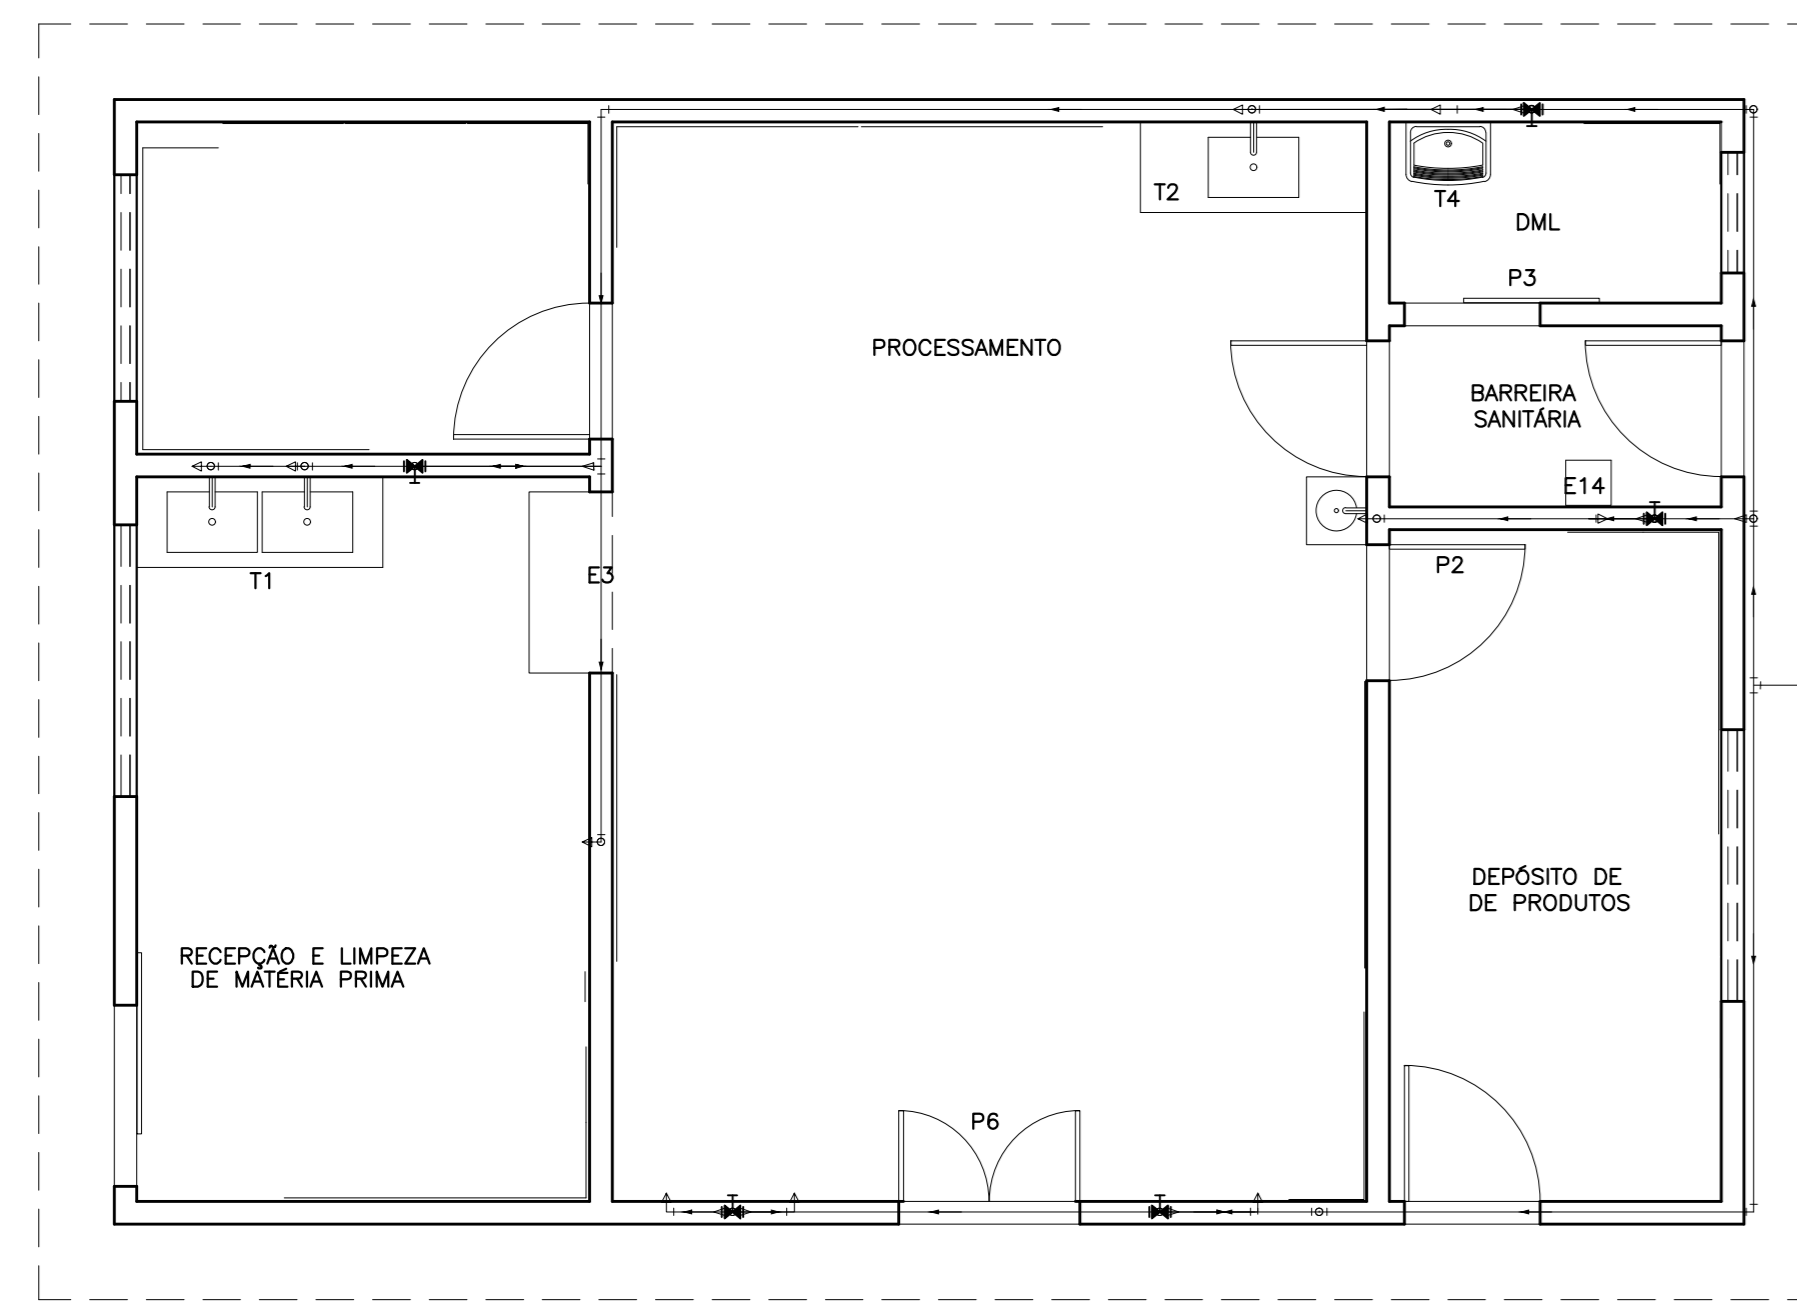 T2
T4
DML
P3
PROCESSAMENTO
BARREIRA
SANITÁRIA
E14
P2
E3
T1
DEPÓSITO DE
DE PRODUTOS
RECEPÇÃO E LIMPEZA
DE MATÉRIA PRIMA
P6